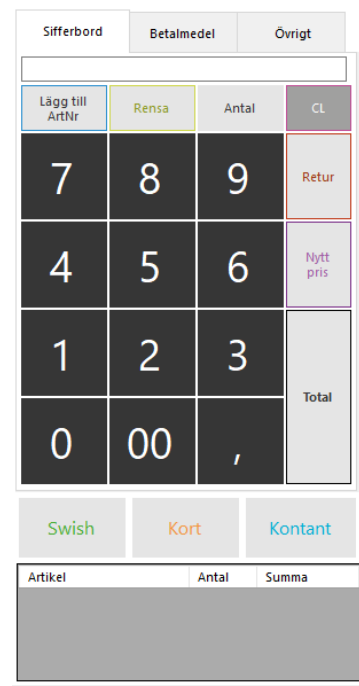 Sifferbord Betalmedel Övrigt
Lägg till ArtNr Rensa Antal CL
7 8 9 Retur
4 5 6 Nytt pris
1 2 3
Total
0 00 ,
Swish Kort Kontant
Artikel Antal Summa